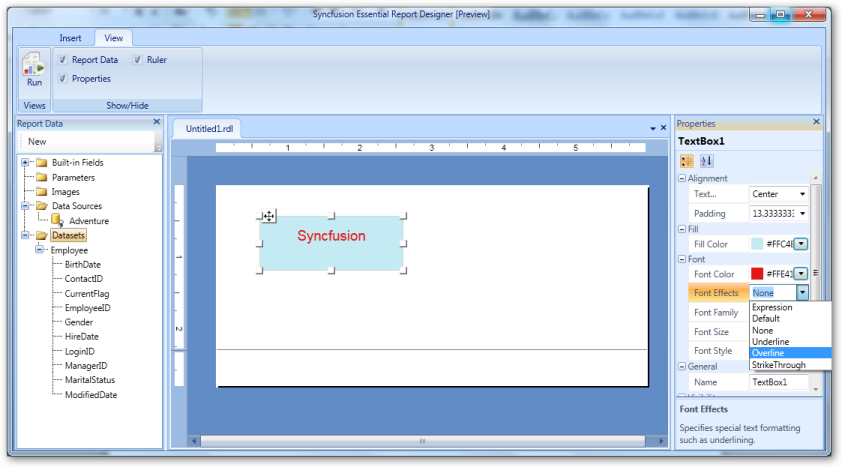 Syncfusion Essential Report Designer [Preview]
Insert View
Run
Report Data Ruler
Properties
Views Show/Hide
Report Data
New
Built-in Fields
Parameters
Images
Data Sources
Adventure
Datasets
Employee
BirthDate
ContactID
CurrentFlag
EmployeeID
Gender
HireDate
LoginID
ManagerID
MaritalStatus
ModifiedDate
Untitled1.rdl
1 2 3 4 5
1
2
Syncfusion
Properties
TextBox1
Alignment
Text... Center
Padding 13.333333
Fill
Fill Color
Font
Font Color #FFE41
Font Effects None
Font Family
Font Size
Font Style
Expression
Default
None
Underline
Overline
StrikeThrough
General
Name TextBox1
Font Effects
Specifies special text formatting
such as underlining.